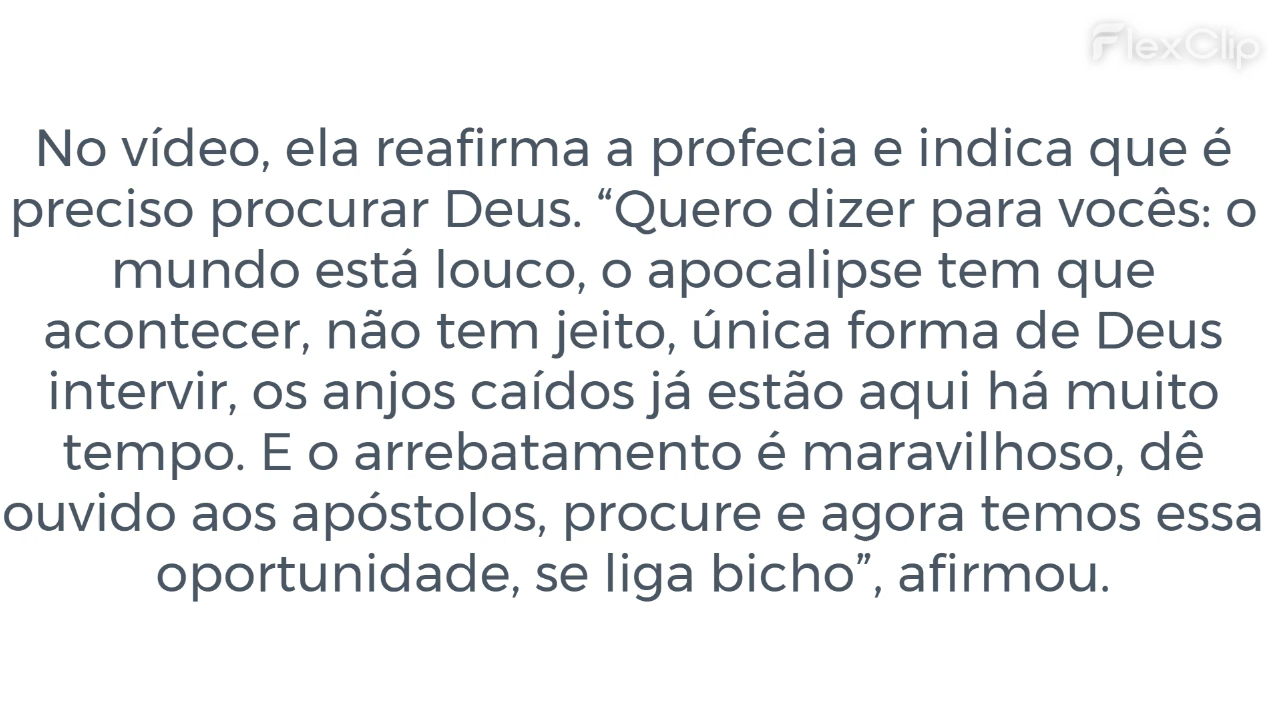 FlexClip
No vídeo, ela reafirma a profecia e indica que é
preciso procurar Deus. “Quero dizer para vocês: o
mundo está louco, o apocalipse tem que
acontecer, não tem jeito, única forma de Deus
intervir, os anjos caídos já estão aqui há muito
tempo. E o arrebatamento é maravilhoso, dê
ouvido aos apóstolos, procure e agora temos essa
oportunidade, se liga bicho”, afirmou.